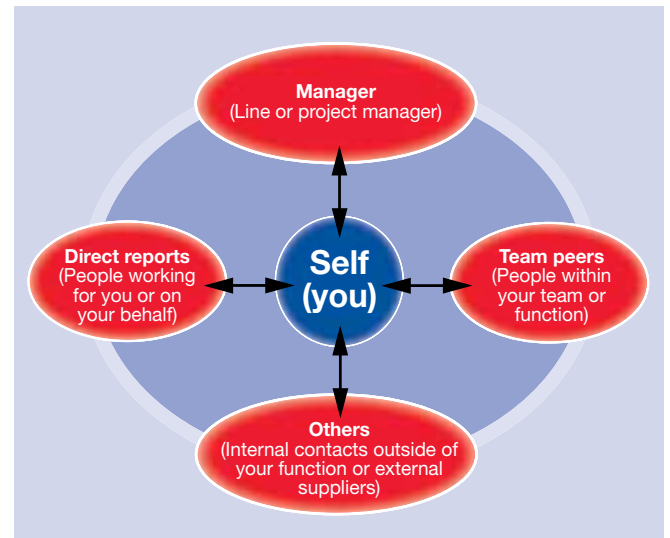 Manager
(Line or project manager)
Direct reports
(People working
for you or on
your behalf)
Self
(you)
Team peers
(People within
your team or
function)
Others
(Internal contacts outside of
your function or external
suppliers)